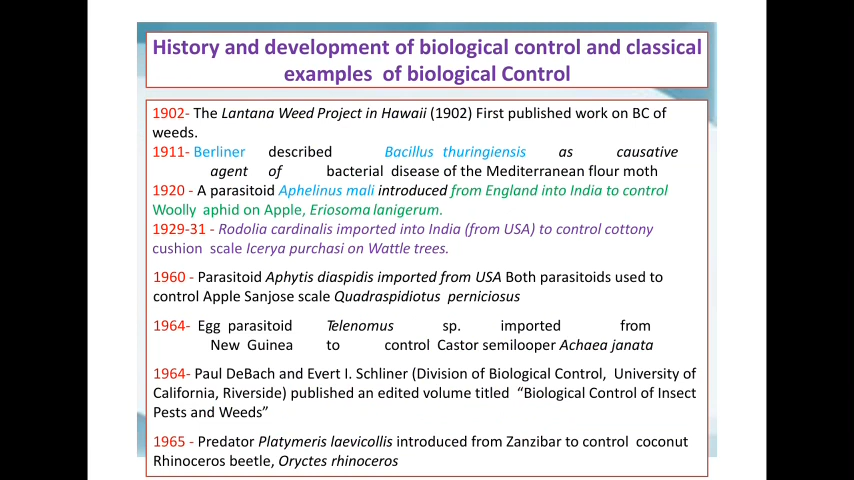 History and development of biological control and classical
examples of biological Control
1902- The Lantana Weed Project in Hawaii (1902) First published work on BC of
weeds.
1911- Berliner described Bacillus thuringiensis as causative
agent of bacterial disease of the Mediterranean flour moth
1920 - A parasitoid Aphelinus mali introduced from England into India to control
Woolly aphid on Apple, Eriosoma lanigerum.
1929-31 - Rodolia cardinalis imported into India (from USA) to control cottony
cushion scale Icerya purchasi on Wattle trees.
1960 - Parasitoid Aphytis diaspidis imported from USA Both parasitoids used to
control Apple Sanjose scale Quadraspidiotus perniciosus
1964- Egg parasitoid Telenomus sp. imported from
New Guinea to control Castor semilooper Achaea janata
1964- Paul DeBach and Evert I. Schliner (Division of Biological Control, University of
California, Riverside) published an edited volume titled “Biological Control of Insect
Pests and Weeds”
1965 - Predator Platymeris laevicollis introduced from Zanzibar to control coconut
Rhinoceros beetle, Oryctes rhinoceros